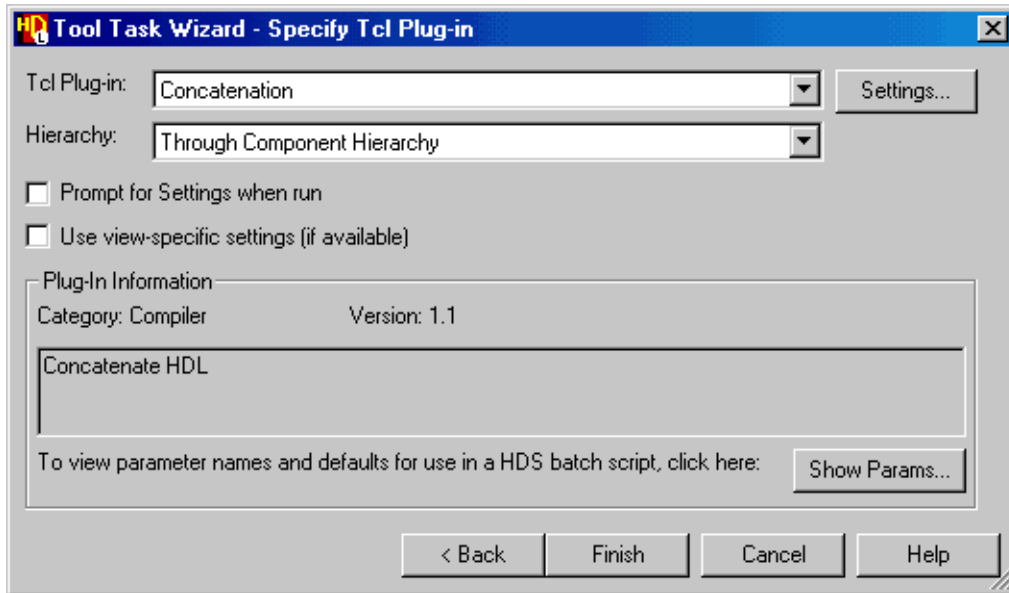 HDL Tool Task Wizard - Specify Tcl Plug-in
Tcl Plug-in: Concatenation Settings...
Hierarchy: Through Component Hierarchy
Prompt for Settings when run
Use view-specific settings (if available)
Plug-In Information
Category: Compiler Version: 1.1
Concatenate HDL
To view parameter names and defaults for use in a HDS batch script, click here: Show Params...
< Back Finish Cancel Help